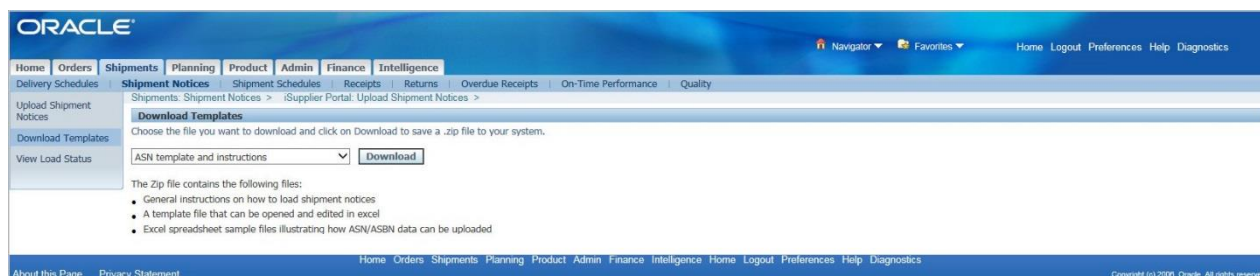 ORACLE
Navigator Favorites Home Logout Preferences Help Diagnostics
Home Orders Shipments Planning Product Admin Finance Intelligence
Delivery Schedules | Shipment Notices | Shipment Schedules | Receipts | Returns | Overdue Receipts | On-Time Performance | Quality
Upload Shipment
Notices
Download Templates
View Load Status
Shipments: Shipment Notices > iSupplier Portal: Upload Shipment Notices >
Download Templates
Choose the file you want to download and click on Download to save a .zip file to your system.
ASN template and instructions Download
The Zip file contains the following files:
• General instructions on how to load shipment notices
• A template file that can be opened and edited in excel
• Excel spreadsheet sample files illustrating how ASN/ASBN data can be uploaded
Home Orders Shipments Planning Product Admin Finance Intelligence Home Logout Preferences Help Diagnostics
About this Page Privacy Statement Copyright (c) 2006, Oracle. All rights reserved